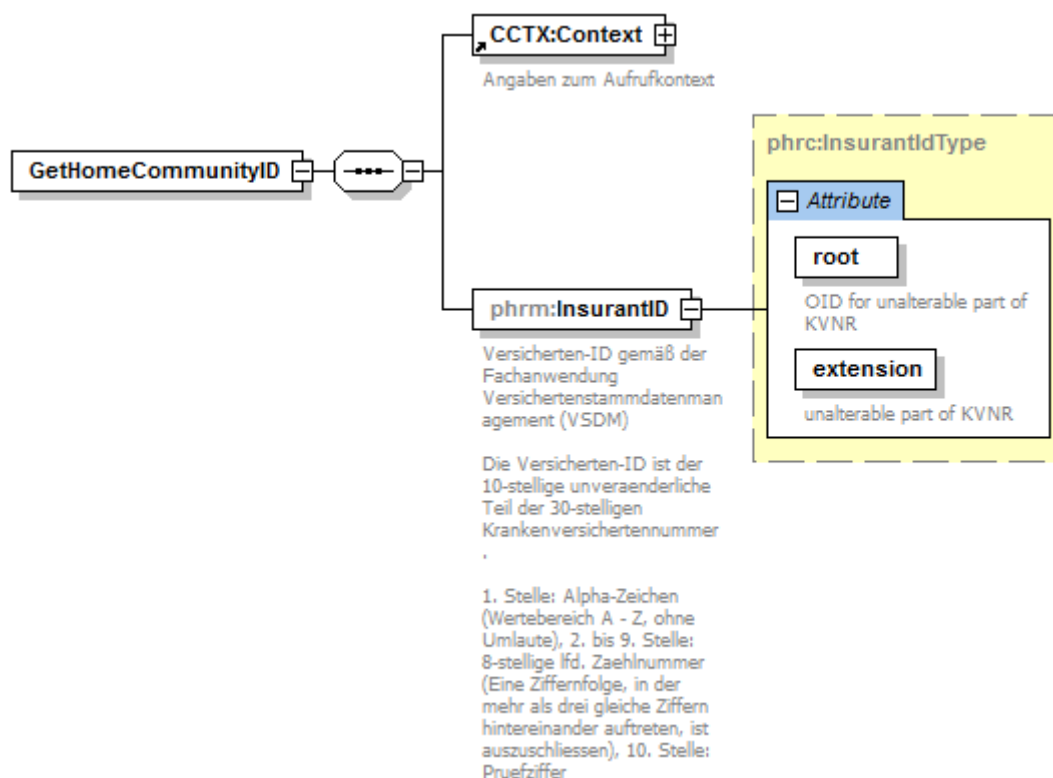 CCTX:Context
Angaben zum Aufrufkontext
GetHomeCommunityID
phrc:InsurantIdType
Attribute
root
OID for unalterable part of
KVNR
extension
unalterable part of KVNR
phrm:InsurantID
Versicherten-ID gemäß der
Fachanwendung
Versichertenstammdatenman
agement (VSDM)
Die Versicherten-ID ist der
10-stellige unveraenderliche
Teil der 30-stelligen
Krankenversichertennummer
.
1. Stelle: Alpha-Zeichen
(Wertebereich A - Z, ohne
Umlaute), 2. bis 9. Stelle:
8-stellige lfd. Zaehlnummer
(Eine Ziffernfolge, in der
mehr als drei gleiche Ziffern
hintereinander auftreten, ist
auszuschliessen), 10. Stelle:
Pruefziffer